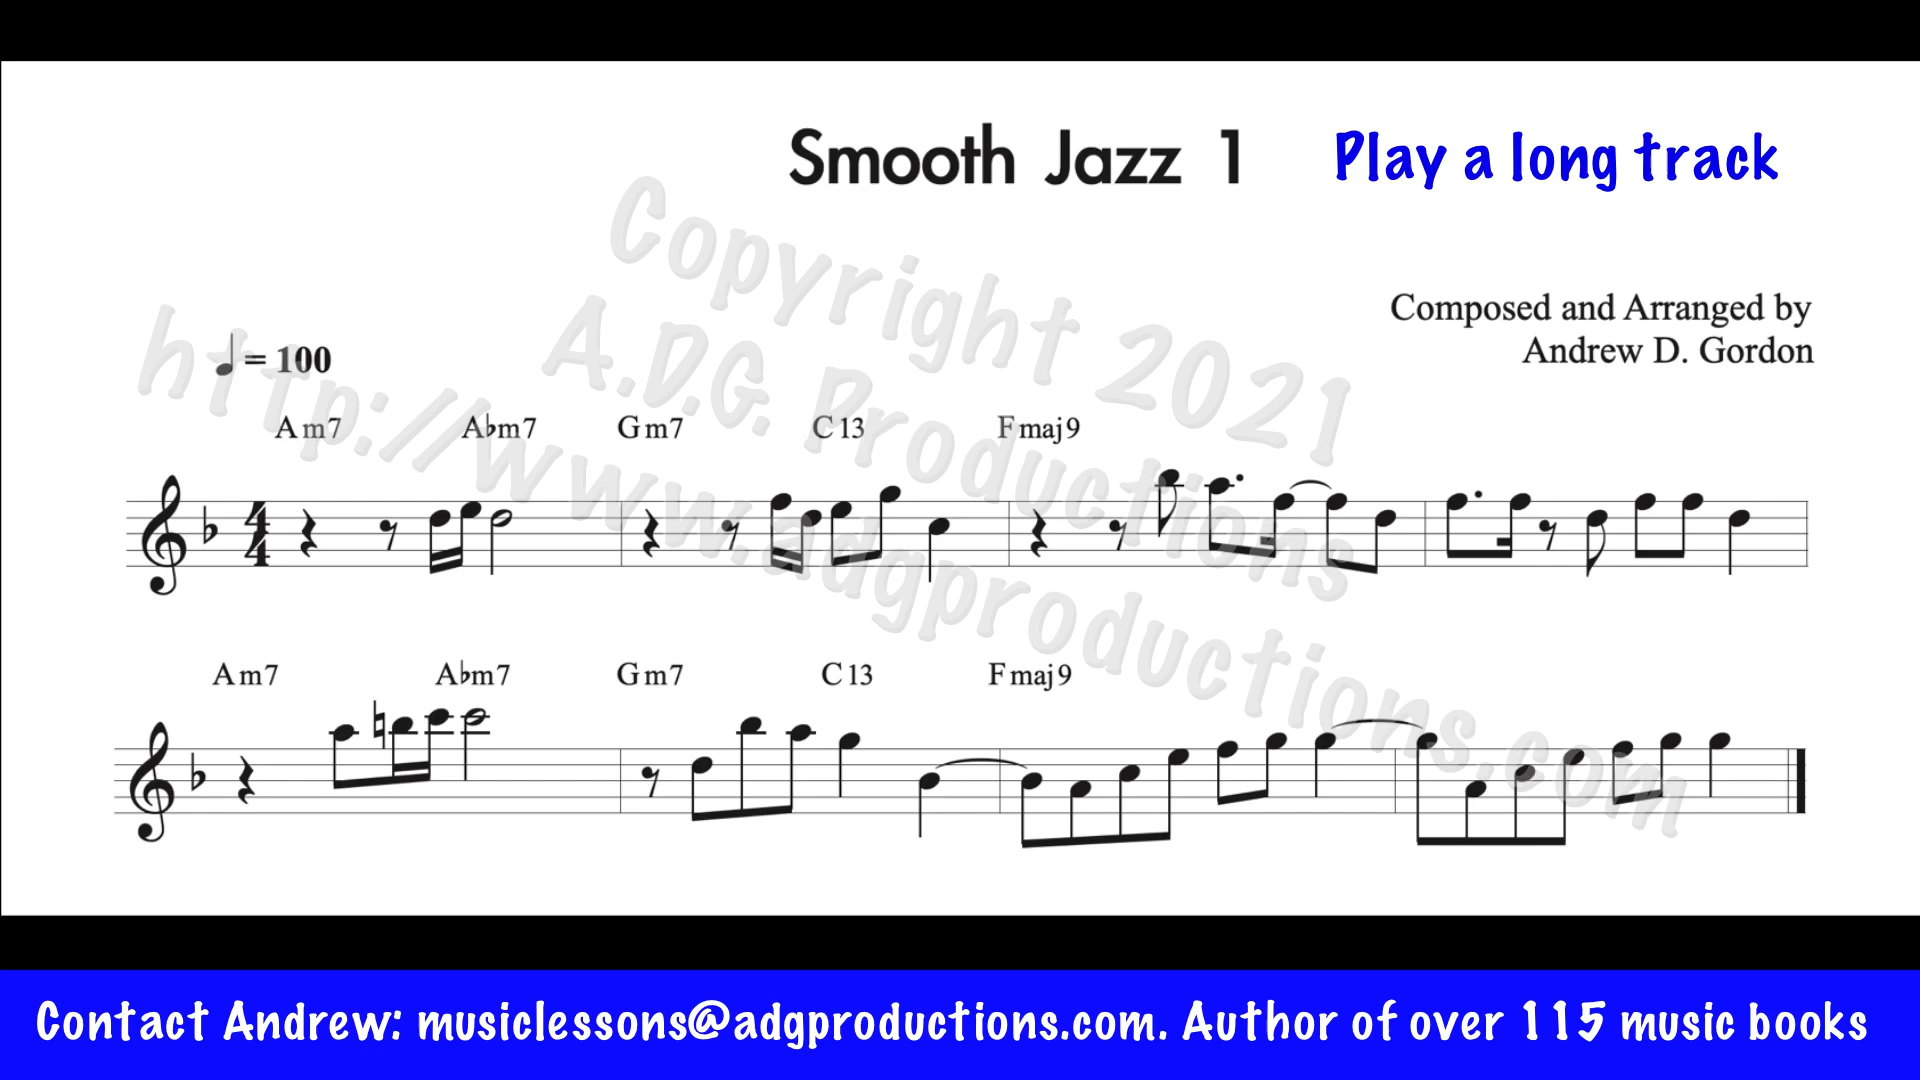 Smooth Jazz 1 Play a long track
Copyright 2021
A.D.G. Productions
http://www.adgproductions.com
Composed and Arranged by
Andrew D. Gordon
♩ = 100
Am7 A♭m7 Gm7 C13 Fmaj9
4
4
Am7 A♭m7 Gm7 C13 Fmaj9
Contact Andrew: musiclessons@adgproductions.com. Author of over 115 music books